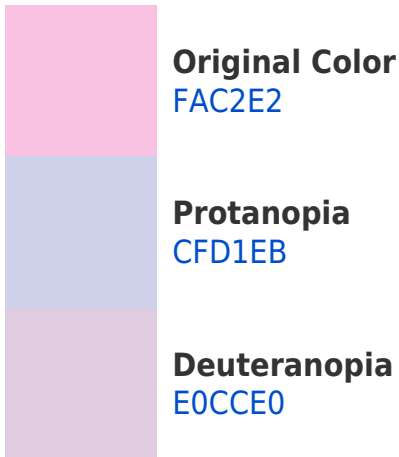 Original Color
FAC2E2
Protanopia
CFD1EB
Deuteranopia
E0CCE0